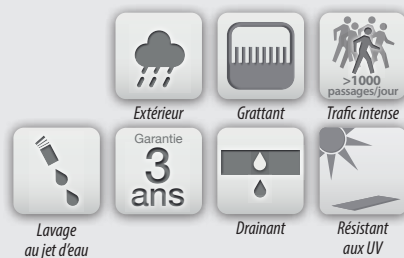 >1000
passages/jour
Extérieur
Grattant
Trafic intense
Garantie
3
ans
Lavage
au jet d'eau
Drainant
Résistant
aux UV